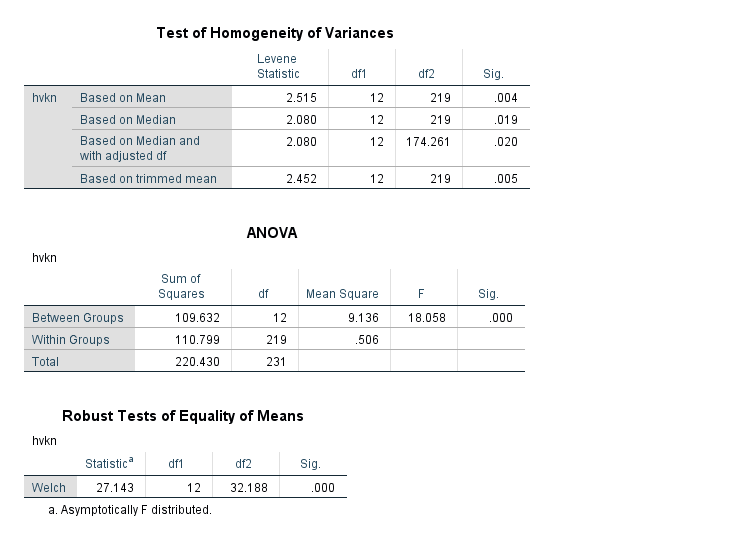 Test of Homogeneity of Variances
Levene
Statistic df1 df2 Sig.
hvkn Based on Mean 2.515 12 219 .004
Based on Median 2.080 12 219 .019
Based on Median and 2.080 12 174.261 .020
with adjusted df
Based on trimmed mean 2.452 12 219 .005
ANOVA
hvkn
Sum of
Squares df Mean Square F Sig.
Between Groups 109.632 12 9.136 18.058 .000
Within Groups 110.799 219 .506
Total 220.430 231
Robust Tests of Equality of Means
hvkn
Statistic^a df1 df2 Sig.
Welch 27.143 12 32.188 .000
a. Asymptotically F distributed.